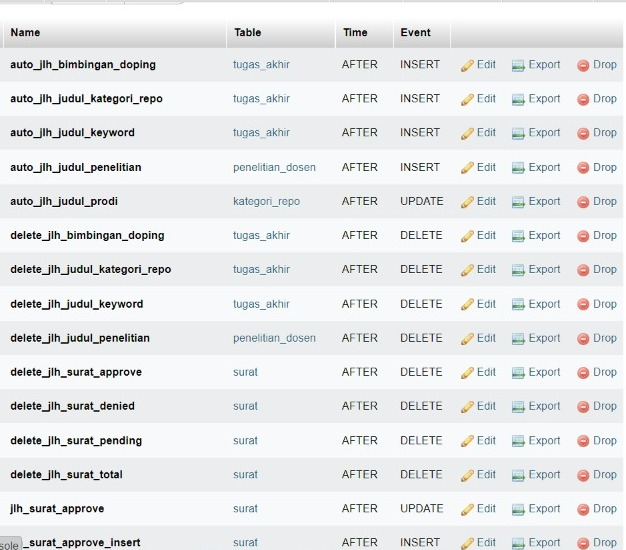 Name Table Time Event
auto_jlh_bimbingan_doping tugas_akhir AFTER INSERT Edit Export Drop
auto_jlh_judul_kategori_repo tugas_akhir AFTER INSERT Edit Export Drop
auto_jlh_judul_keyword tugas_akhir AFTER INSERT Edit Export Drop
auto_jlh_judul_penelitian penelitian_dosen AFTER INSERT Edit Export Drop
auto_jlh_judul_prodi kategori_repo AFTER UPDATE Edit Export Drop
delete_jlh_bimbingan_doping tugas_akhir AFTER DELETE Edit Export Drop
delete_jlh_judul_kategori_repo tugas_akhir AFTER DELETE Edit Export Drop
delete_jlh_judul_keyword tugas_akhir AFTER DELETE Edit Export Drop
delete_jlh_judul_penelitian penelitian_dosen AFTER DELETE Edit Export Drop
delete_jlh_surat_approve surat AFTER DELETE Edit Export Drop
delete_jlh_surat_denied surat AFTER DELETE Edit Export Drop
delete_jlh_surat_pending surat AFTER DELETE Edit Export Drop
delete_jlh_surat_total surat AFTER DELETE Edit Export Drop
jlh_surat_approve surat AFTER UPDATE Edit Export Drop
sole _surat_approve_insert surat AFTER INSERT Edit Export Drop